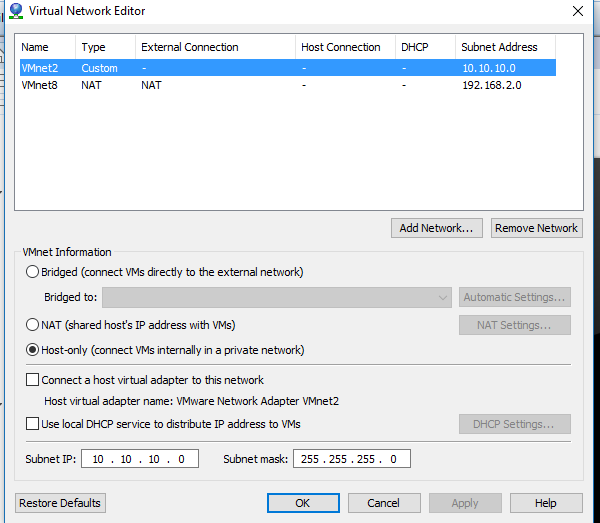 Virtual Network Editor
Name Type External Connection Host Connection DHCP Subnet Address
VMnet2 Custom - - - 10.10.10.0
VMnet8 NAT NAT - - 192.168.2.0
Add Network... Remove Network
VMnet Information
Bridged (connect VMs directly to the external network)
Bridged to: Automatic Settings...
NAT (shared host's IP address with VMs) NAT Settings...
Host-only (connect VMs internally in a private network)
Connect a host virtual adapter to this network
Host virtual adapter name: VMware Network Adapter VMnet2
Use local DHCP service to distribute IP address to VMs DHCP Settings...
Subnet IP: 10 . 10 . 10 . 0 Subnet mask: 255 . 255 . 255 . 0
Restore Defaults OK Cancel Apply Help